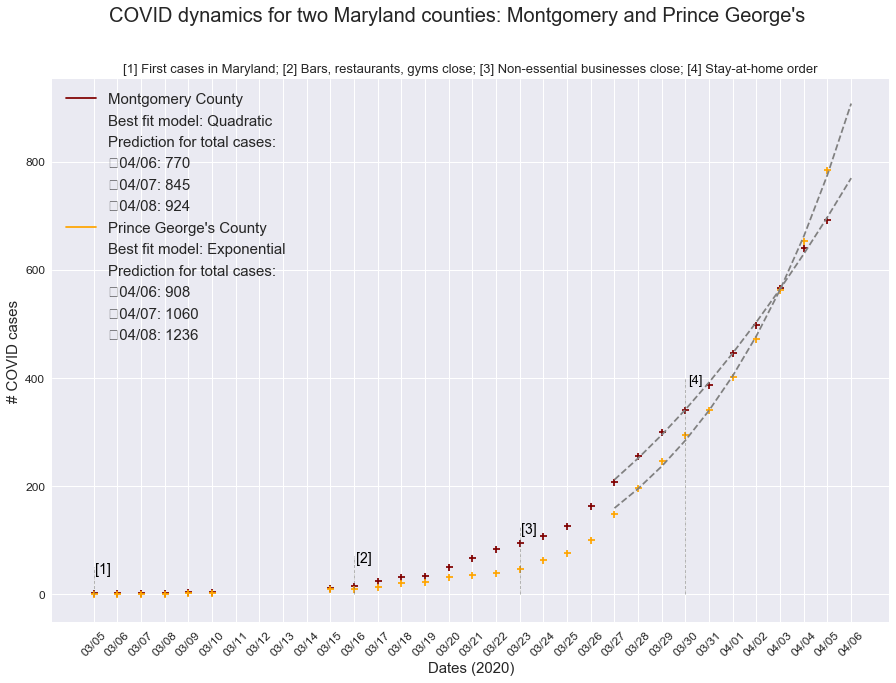 COVID dynamics for two Maryland counties: Montgomery and Prince George's
[1] First cases in Maryland; [2] Bars, restaurants, gyms close; [3] Non-essential businesses close; [4] Stay-at-home order
Montgomery County
Best fit model: Quadratic
Prediction for total cases:
04/06: 770
04/07: 845
04/08: 924
Prince George's County
Best fit model: Exponential
Prediction for total cases:
04/06: 908
04/07: 1060
04/08: 1236
# COVID cases
800
600
400
200
0
[1]
[2]
[3]
[4]
03/05 03/06 03/07 03/08 03/09 03/10 03/11 03/12 03/13 03/14 03/15 03/16 03/17 03/18 03/19 03/20 03/21 03/22 03/23 03/24 03/25 03/26 03/27 03/28 03/29 03/30 03/31 04/01 04/02 04/03 04/04 04/05 04/06
Dates (2020)